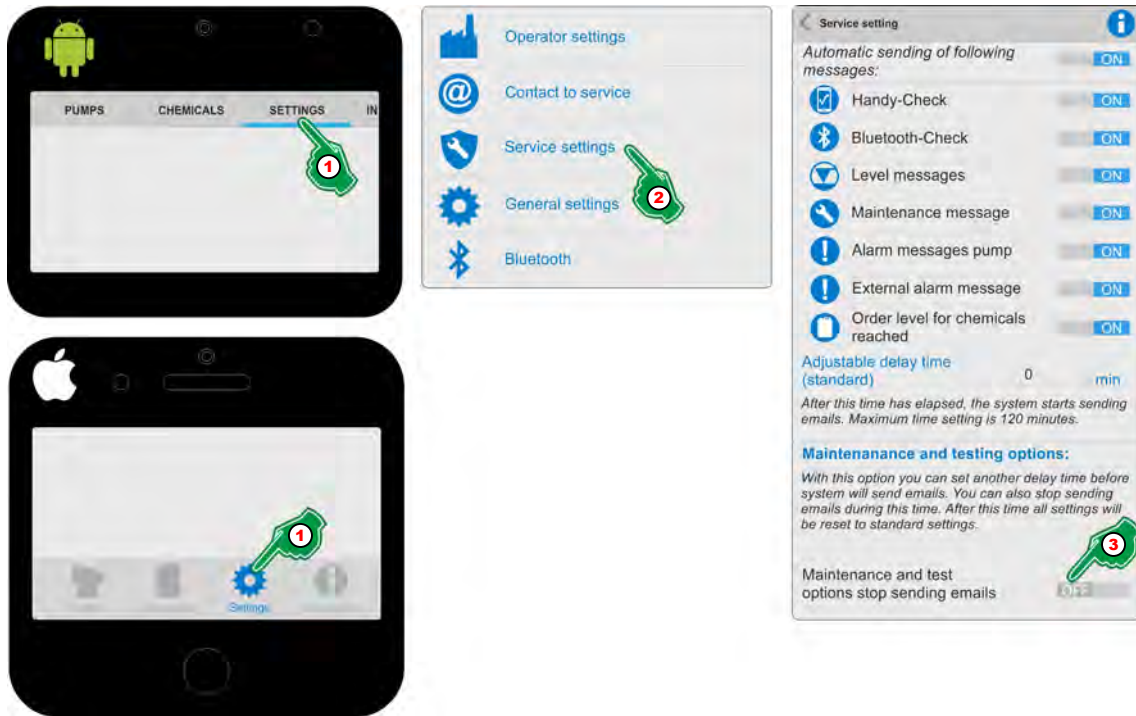 PUMPS CHEMICALS SETTINGS IN
1
Settings
1
Operator settings
@
Contact to service
Service settings
2
General settings
Bluetooth
Service setting
Automatic sending of following
messages:
ON
Handy-Check
ON
Bluetooth-Check
ON
Level messages
ON
Maintenance message
ON
Alarm messages pump
ON
External alarm message
ON
Order level for chemicals
reached
ON
Adjustable delay time
(standard)
0 min
After this time has elapsed, the system starts sending
emails. Maximum time setting is 120 minutes.
Maintenanance and testing options:
With this option you can set another delay time before
system will send emails. You can also stop sending
emails during this time. After this time all settings will
be reset to standard settings.
3
Maintenance and test
options stop sending emails
OFF